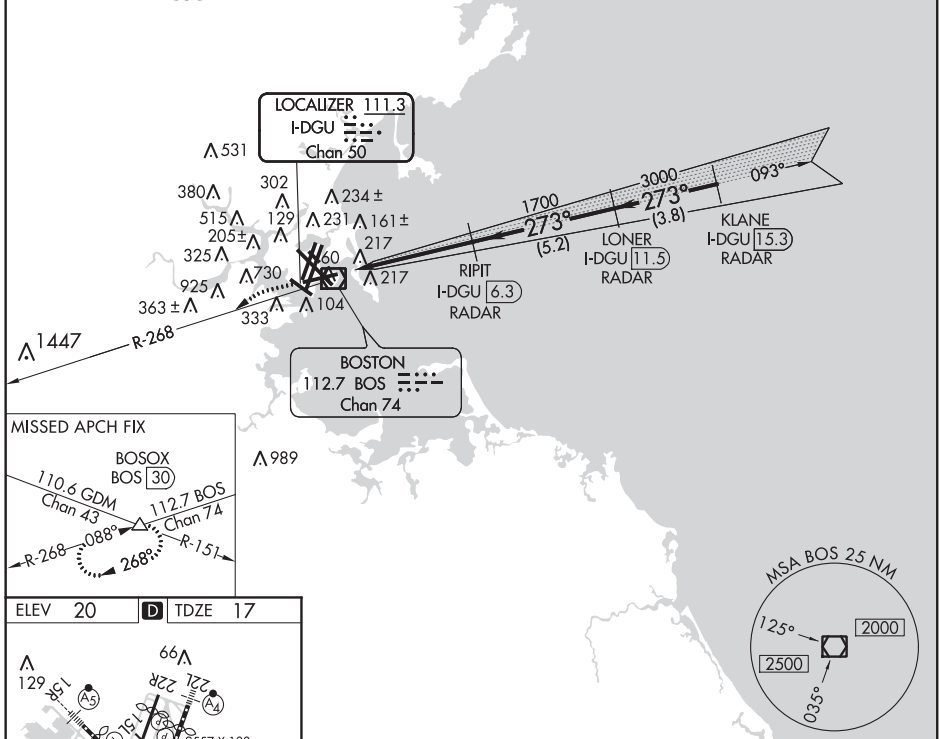 LOCALIZER 111.3
I-DGU
Chan 50
531
380
302
234 ±
515
129
231
161 ±
205±
217
325
60
730
217
925
363 ±
333
104
1447
R-268
1700
3000
093°
273°
273°
(5.2)
(3.8)
RIPIT
I-DGU 6.3
RADAR
LONER
I-DGU 11.5
RADAR
KLANE
I-DGU 15.3
RADAR
BOSTON
112.7 BOS
Chan 74
989
MISSED APCH FIX
BOSOX
BOS 30
110.6 GDM
Chan 43
112.7 BOS
Chan 74
R-268
088°
268°
R-151
MSA BOS 25 NM
125°
2000
2500
035°
ELEV 20 D TDZE 17
129
66
15R
A5
22R
22L
A4
15L
P